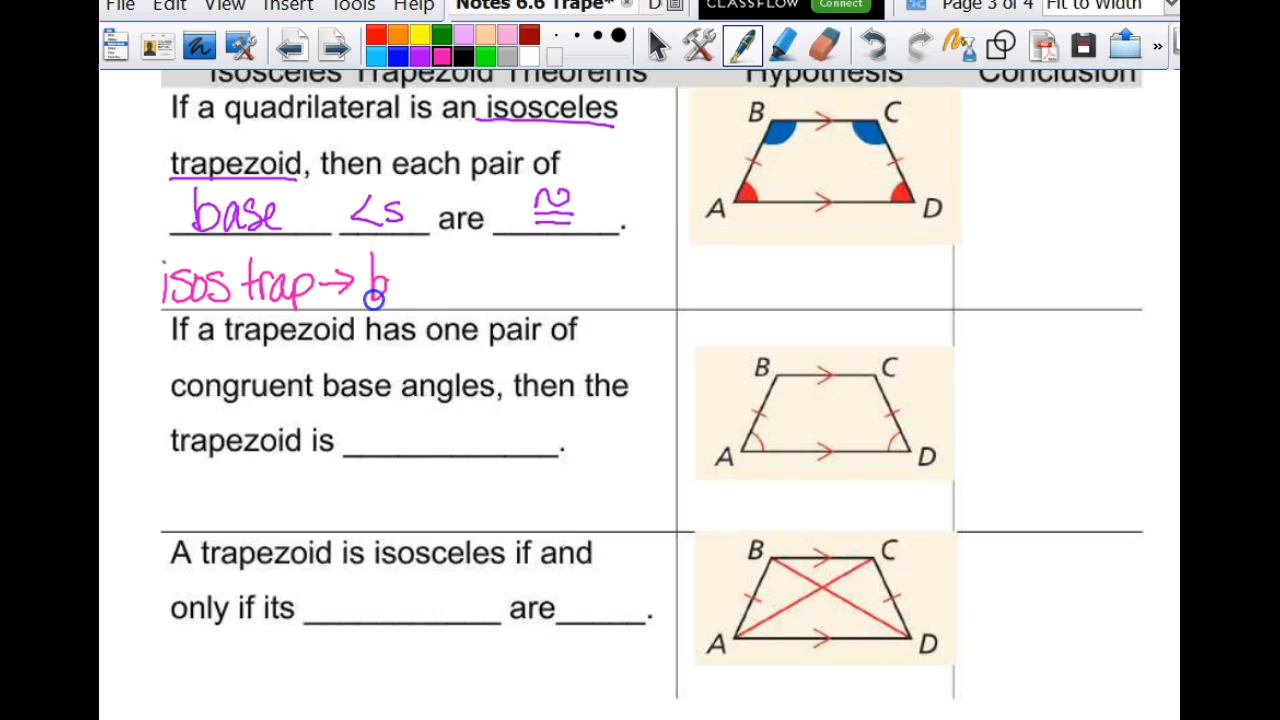 File Edit View Insert Tools Help Notes 6.6 Trape* D CLASSFLOW Connect Page 3 of 4 Fit to Width
»
Isosceles Trapezoid Theorems Hypothesis Conclusion
If a quadrilateral is an isosceles
trapezoid, then each pair of
base <s are ≅.
isos trap → b
B C
A D
If a trapezoid has one pair of
congruent base angles, then the
trapezoid is ____________.
B C
A D
A trapezoid is isosceles if and
only if its ___________ are_____.
B C
A D